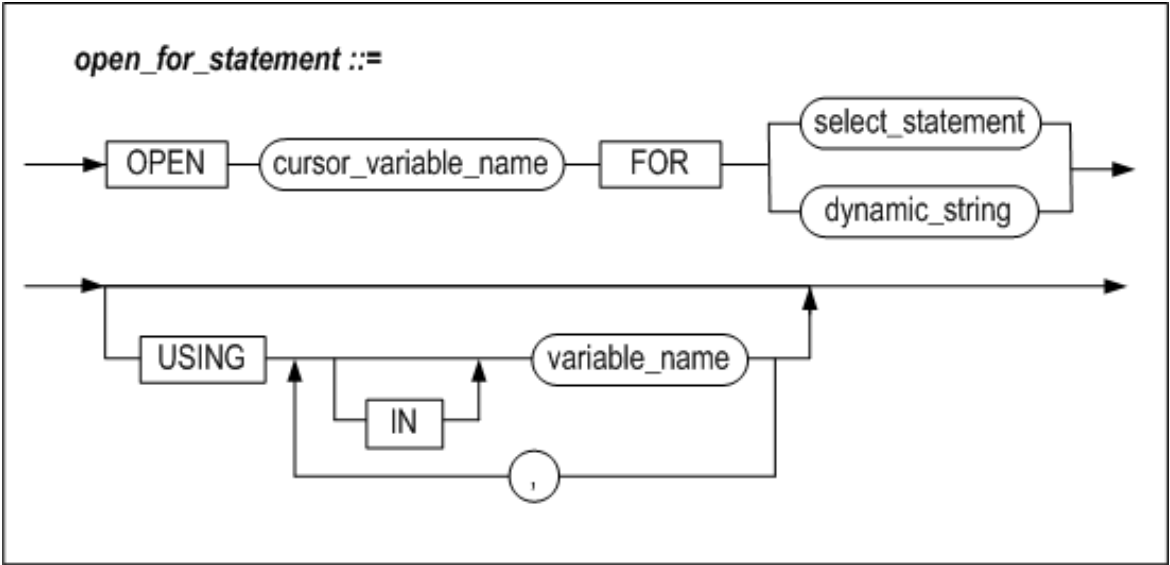 open_for_statement ::=
select_statement
OPEN cursor_variable_name FOR
dynamic_string
USING variable_name
IN
,